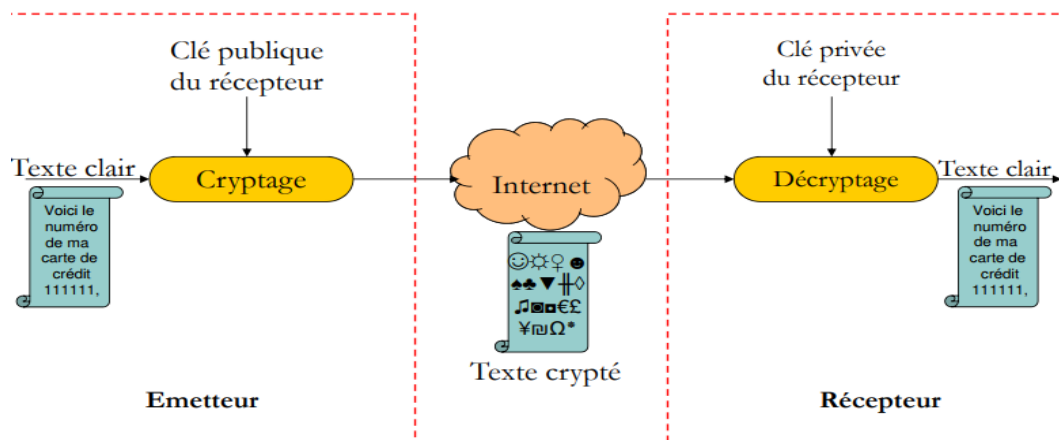 Clé publique
du récepteur
Clé privée
du récepteur
Texte clair
Cryptage
Internet
Décryptage
Texte clair
Voici le
numéro
de ma
carte de
crédit
111111,
☺☼♀☻
♠♣▼╫◊
♫◙◘€£
¥₪Ω*
Voici le
numéro
de ma
carte de
crédit
111111,
Texte crypté
Emetteur
Récepteur